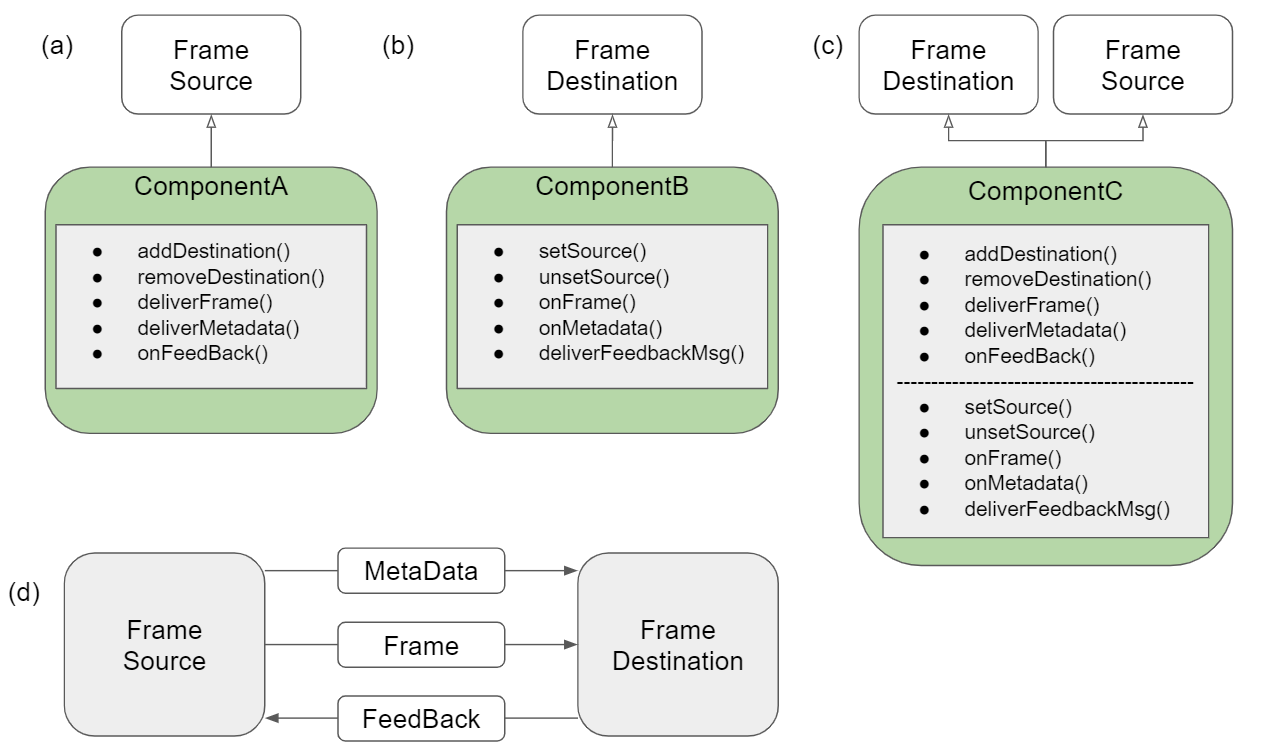 (a)
Frame
Source
ComponentA
● addDestination()
● removeDestination()
● deliverFrame()
● deliverMetadata()
● onFeedBack()
(b)
Frame
Destination
ComponentB
● setSource()
● unsetSource()
● onFrame()
● onMetadata()
● deliverFeedbackMsg()
(c)
Frame
Destination
Frame
Source
ComponentC
● addDestination()
● removeDestination()
● deliverFrame()
● deliverMetadata()
● onFeedBack()
● setSource()
● unsetSource()
● onFrame()
● onMetadata()
● deliverFeedbackMsg()
(d)
Frame
Source
MetaData
Frame
FeedBack
Frame
Destination